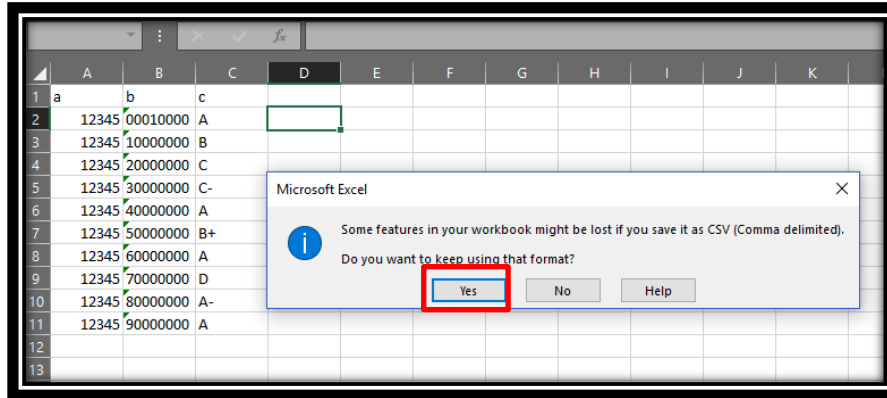 fx
A B C D E F G H I J K
1 a b c
2 12345 00010000 A
3 12345 10000000 B
4 12345 20000000 C
5 12345 30000000 C-
6 12345 40000000 A
7 12345 50000000 B+
8 12345 60000000 A
9 12345 70000000 D
10 12345 80000000 A-
11 12345 90000000 A
12
13
Microsoft Excel
Some features in your workbook might be lost if you save it as CSV (Comma delimited).
Do you want to keep using that format?
Yes No Help